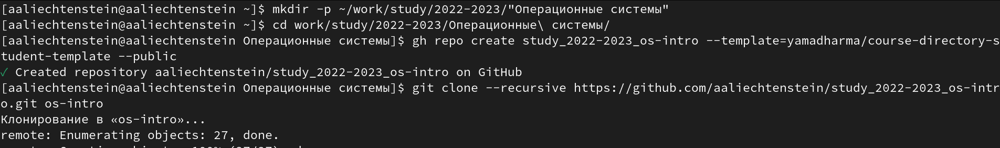 [aaliechtenstein@aaliechtenstein ~]$ mkdir -p ~/work/study/2022-2023/"Операционные системы"
[aaliechtenstein@aaliechtenstein ~]$ cd work/study/2022-2023/Операционные\ системы/
[aaliechtenstein@aaliechtenstein Операционные системы]$ gh repo create study_2022-2023_os-intro --template=yamadharma/course-directory-s
tudent-template --public
✓ Created repository aaliechtenstein/study_2022-2023_os-intro on GitHub
[aaliechtenstein@aaliechtenstein Операционные системы]$ git clone --recursive https://github.com/aaliechtenstein/study_2022-2023_os-intr
o.git os-intro
Клонирование в «os-intro»...
remote: Enumerating objects: 27, done.